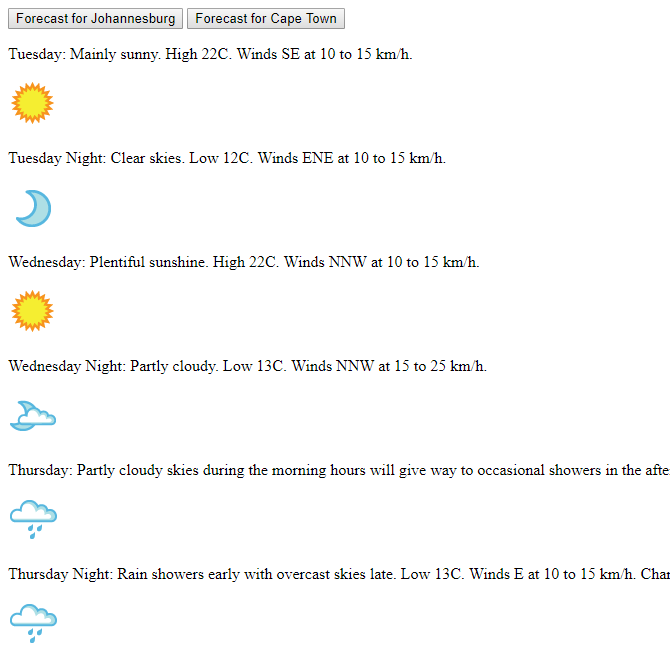 Forecast for Johannesburg Forecast for Cape Town
Tuesday: Mainly sunny. High 22C. Winds SE at 10 to 15 km/h.
Tuesday Night: Clear skies. Low 12C. Winds ENE at 10 to 15 km/h.
Wednesday: Plentiful sunshine. High 22C. Winds NNW at 10 to 15 km/h.
Wednesday Night: Partly cloudy. Low 13C. Winds NNW at 15 to 25 km/h.
Thursday: Partly cloudy skies during the morning hours will give way to occasional showers in the afte
Thursday Night: Rain showers early with overcast skies late. Low 13C. Winds E at 10 to 15 km/h. Char